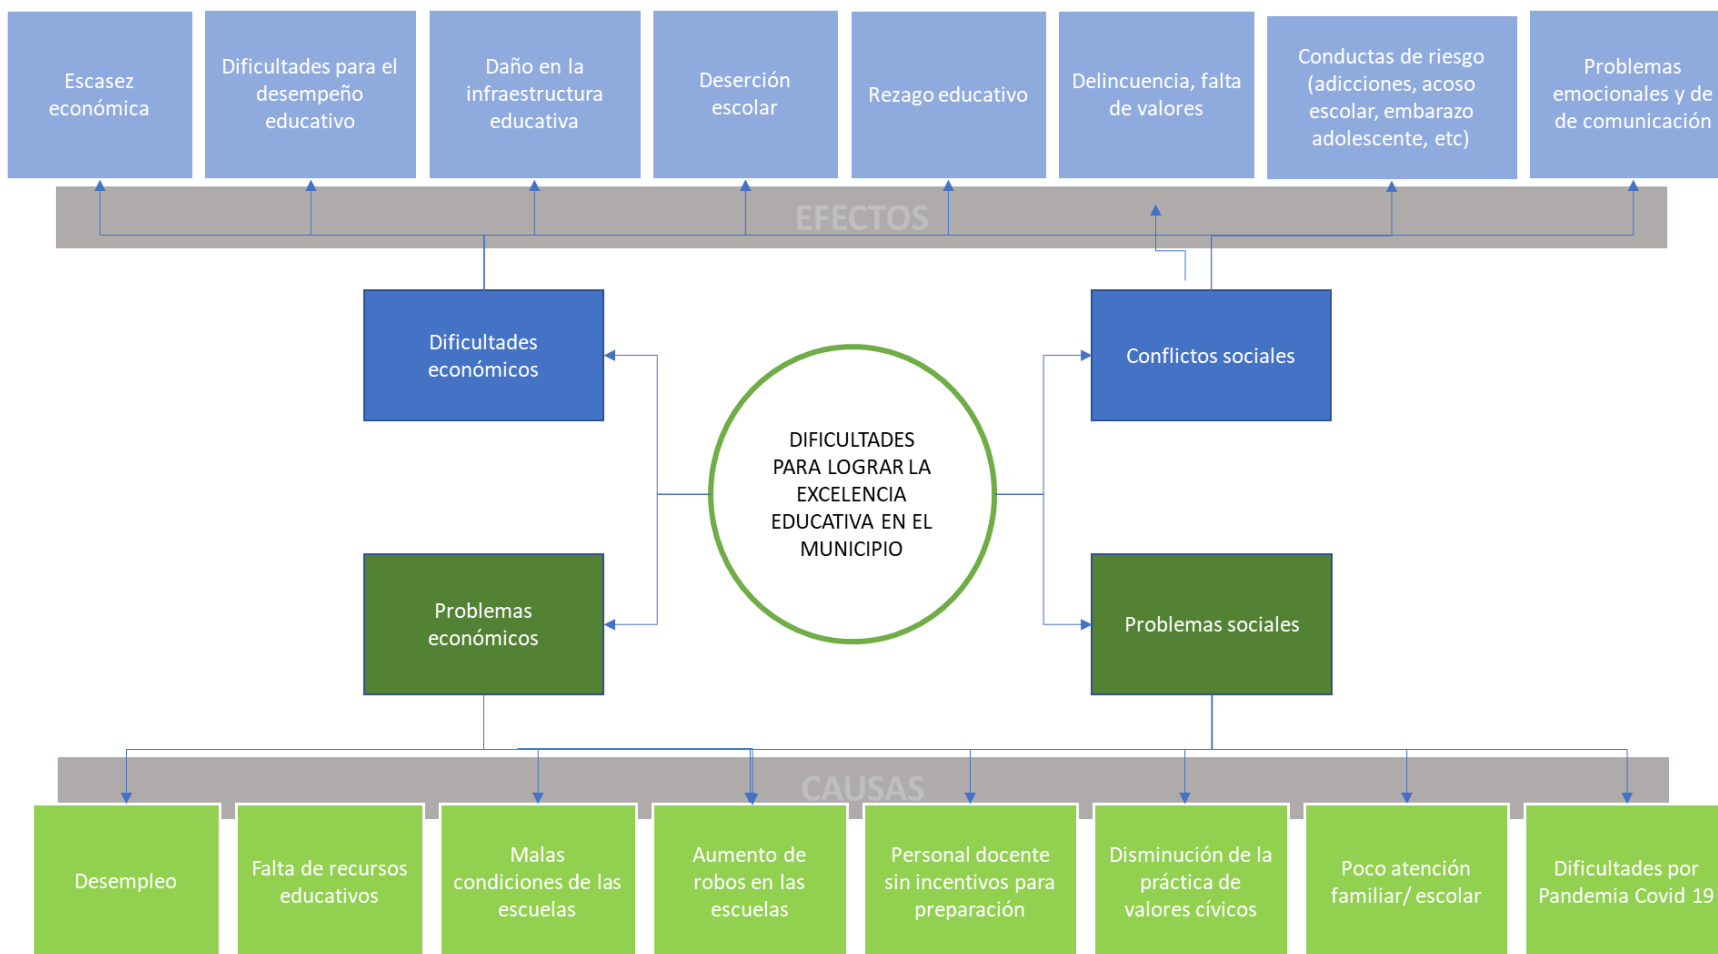 Escasez
económica
Dificultades para el
desempeño
educativo
Daño en la
infraestructura
educativa
Deserción
escolar
Rezago educativo
Delincuencia, falta
de valores
Conductas de riesgo
(adicciones, acoso
escolar, embarazo
adolescente, etc)
Problemas
emocionales y de
de comunicación
EFECTOS
Dificultades
económicos
Conflictos sociales
DIFICULTADES
PARA LOGRAR LA
EXCELENCIA
EDUCATIVA EN EL
MUNICIPIO
Problemas
económicos
Problemas sociales
CAUSAS
Desempleo
Falta de recursos
educativos
Malas
condiciones de las
escuelas
Aumento de
robos en las
escuelas
Personal docente
sin incentivos para
preparación
Disminución de la
práctica de
valores cívicos
Poco atención
familiar/ escolar
Dificultades por
Pandemia Covid 19